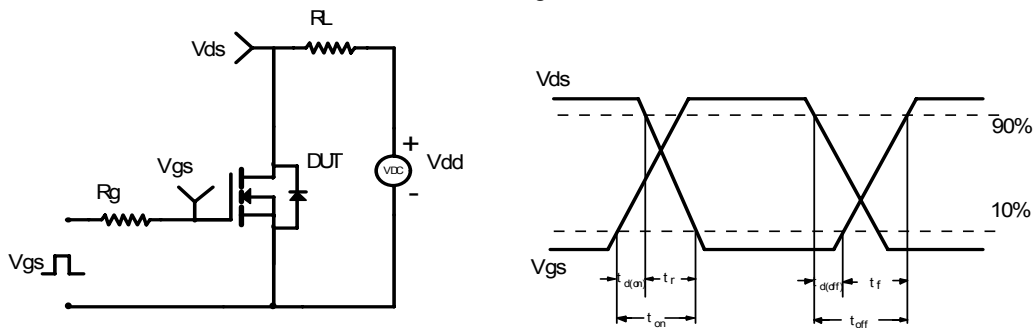 RL
Vds
Vgs
DUT
Rg
VDC
+
Vdd
-
Vgs
Vds
90%
10%
Vgs
td(on)
tr
td(off)
tf
ton
toff